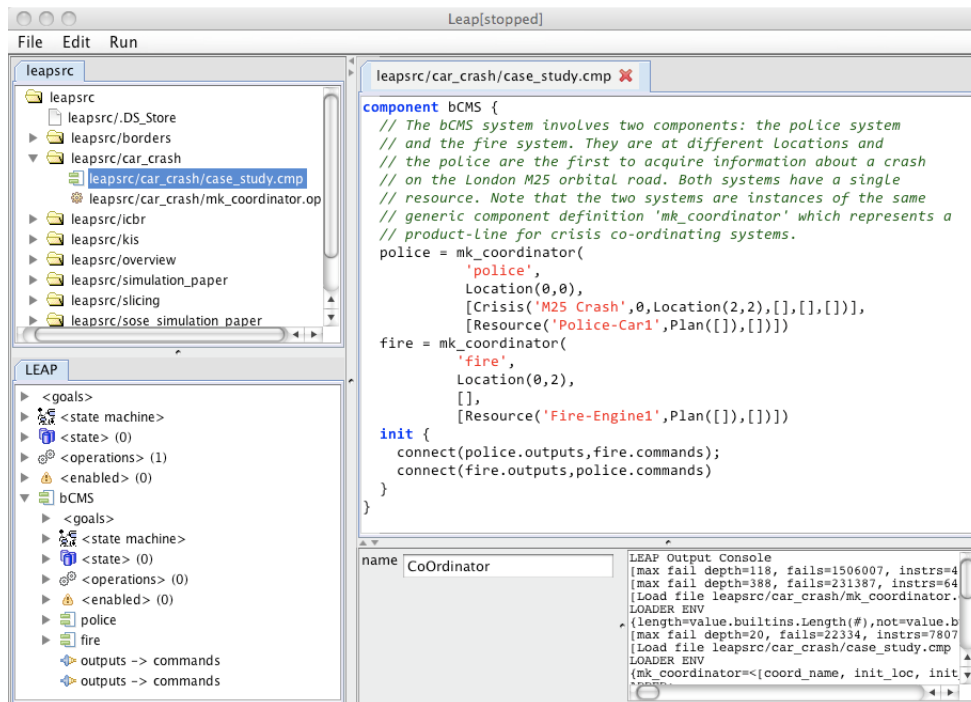 Leap[stopped]
File Edit Run
leapsrc
leapsrc
leapsrc/.DS_Store
leapsrc/borders
leapsrc/car_crash
leapsrc/car_crash/case_study.cmp
leapsrc/car_crash/mk_coordinator.op
leapsrc/icbr
leapsrc/kis
leapsrc/overview
leapsrc/simulation_paper
leapsrc/slicing
leapsrc/sose_simulation_paper
LEAP
<goals>
<state machine>
<state> (0)
<operations> (1)
<enabled> (0)
bCMS
<goals>
<state machine>
<state> (0)
<operations> (0)
<enabled> (0)
police
fire
outputs -> commands
outputs -> commands
leapsrc/car_crash/case_study.cmp
component bCMS {
// The bCMS system involves two components: the police system
// and the fire system. They are at different Locations and
// the police are the first to acquire information about a crash
// on the London M25 orbital road. Both systems have a single
// resource. Note that the two systems are instances of the same
// generic component definition 'mk_coordinator' which represents a
// product-line for crisis co-ordinating systems.
police = mk_coordinator(
'police',
Location(0,0),
[Crisis('M25 Crash',0,Location(2,2),[],[],[])],
[Resource('Police-Car1',Plan([]),[])])
fire = mk_coordinator(
'fire',
Location(0,2),
[],
[Resource('Fire-Engine1',Plan([]),[])])
init {
connect(police.outputs,fire.commands);
connect(fire.outputs,police.commands)
}
}
name CoOrdinator
LEAP Output Console
[max fail depth=118, fails=1506007, instrs=4
[max fail depth=388, fails=231387, instrs=64
[Load file leapsrc/car_crash/mk_coordinator.
LOADER ENV
{length=value.builtins.Length(#),not=value.b
[max fail depth=20, fails=22334, instrs=7807
[Load file leapsrc/car_crash/case_study.cmp
LOADER ENV
{mk_coordinator=<[coord_name, init_loc, init_